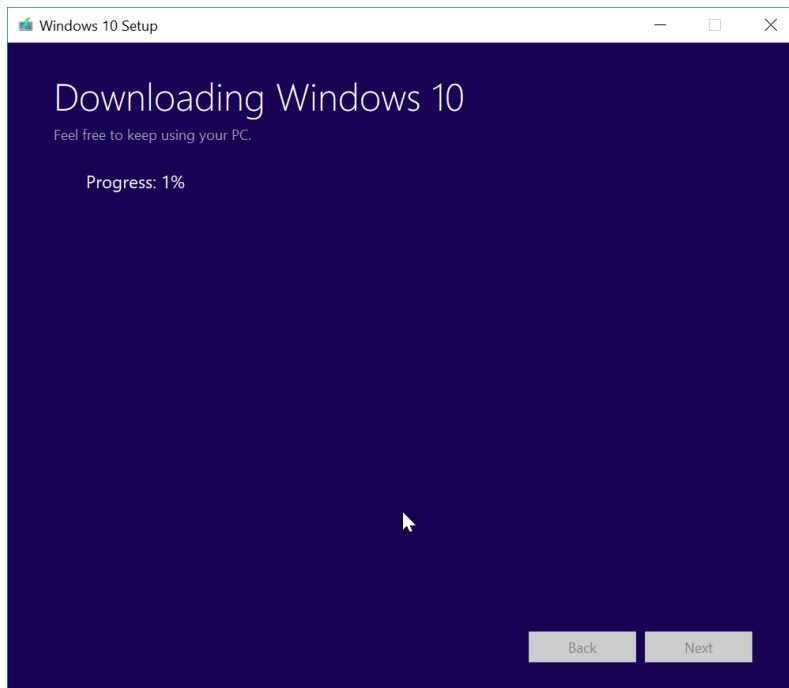 Windows 10 Setup
Downloading Windows 10
Feel free to keep using your PC.
Progress: 1%
Back Next